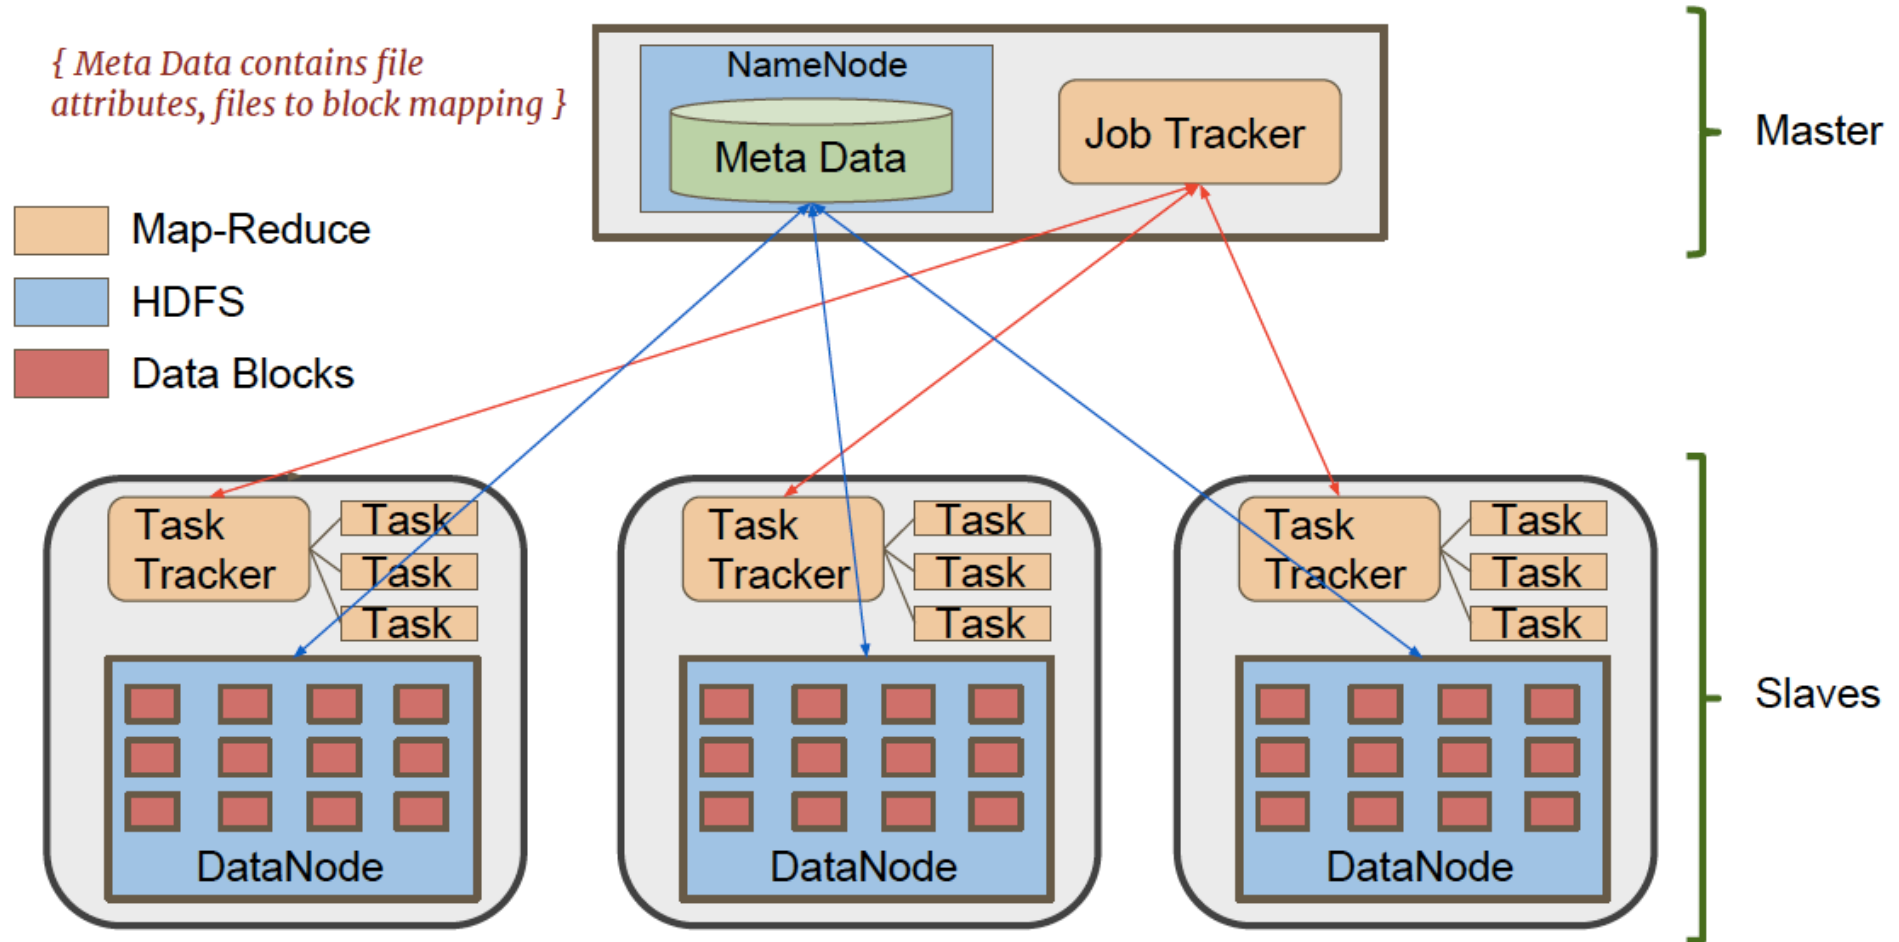 { Meta Data contains file
attributes, files to block mapping }
NameNode
Meta Data
Job Tracker
Master
Map-Reduce
HDFS
Data Blocks
Task
Tracker
Task
Task
Task
DataNode
Task
Tracker
Task
Task
Task
DataNode
Task
Tracker
Task
Task
Task
DataNode
Slaves